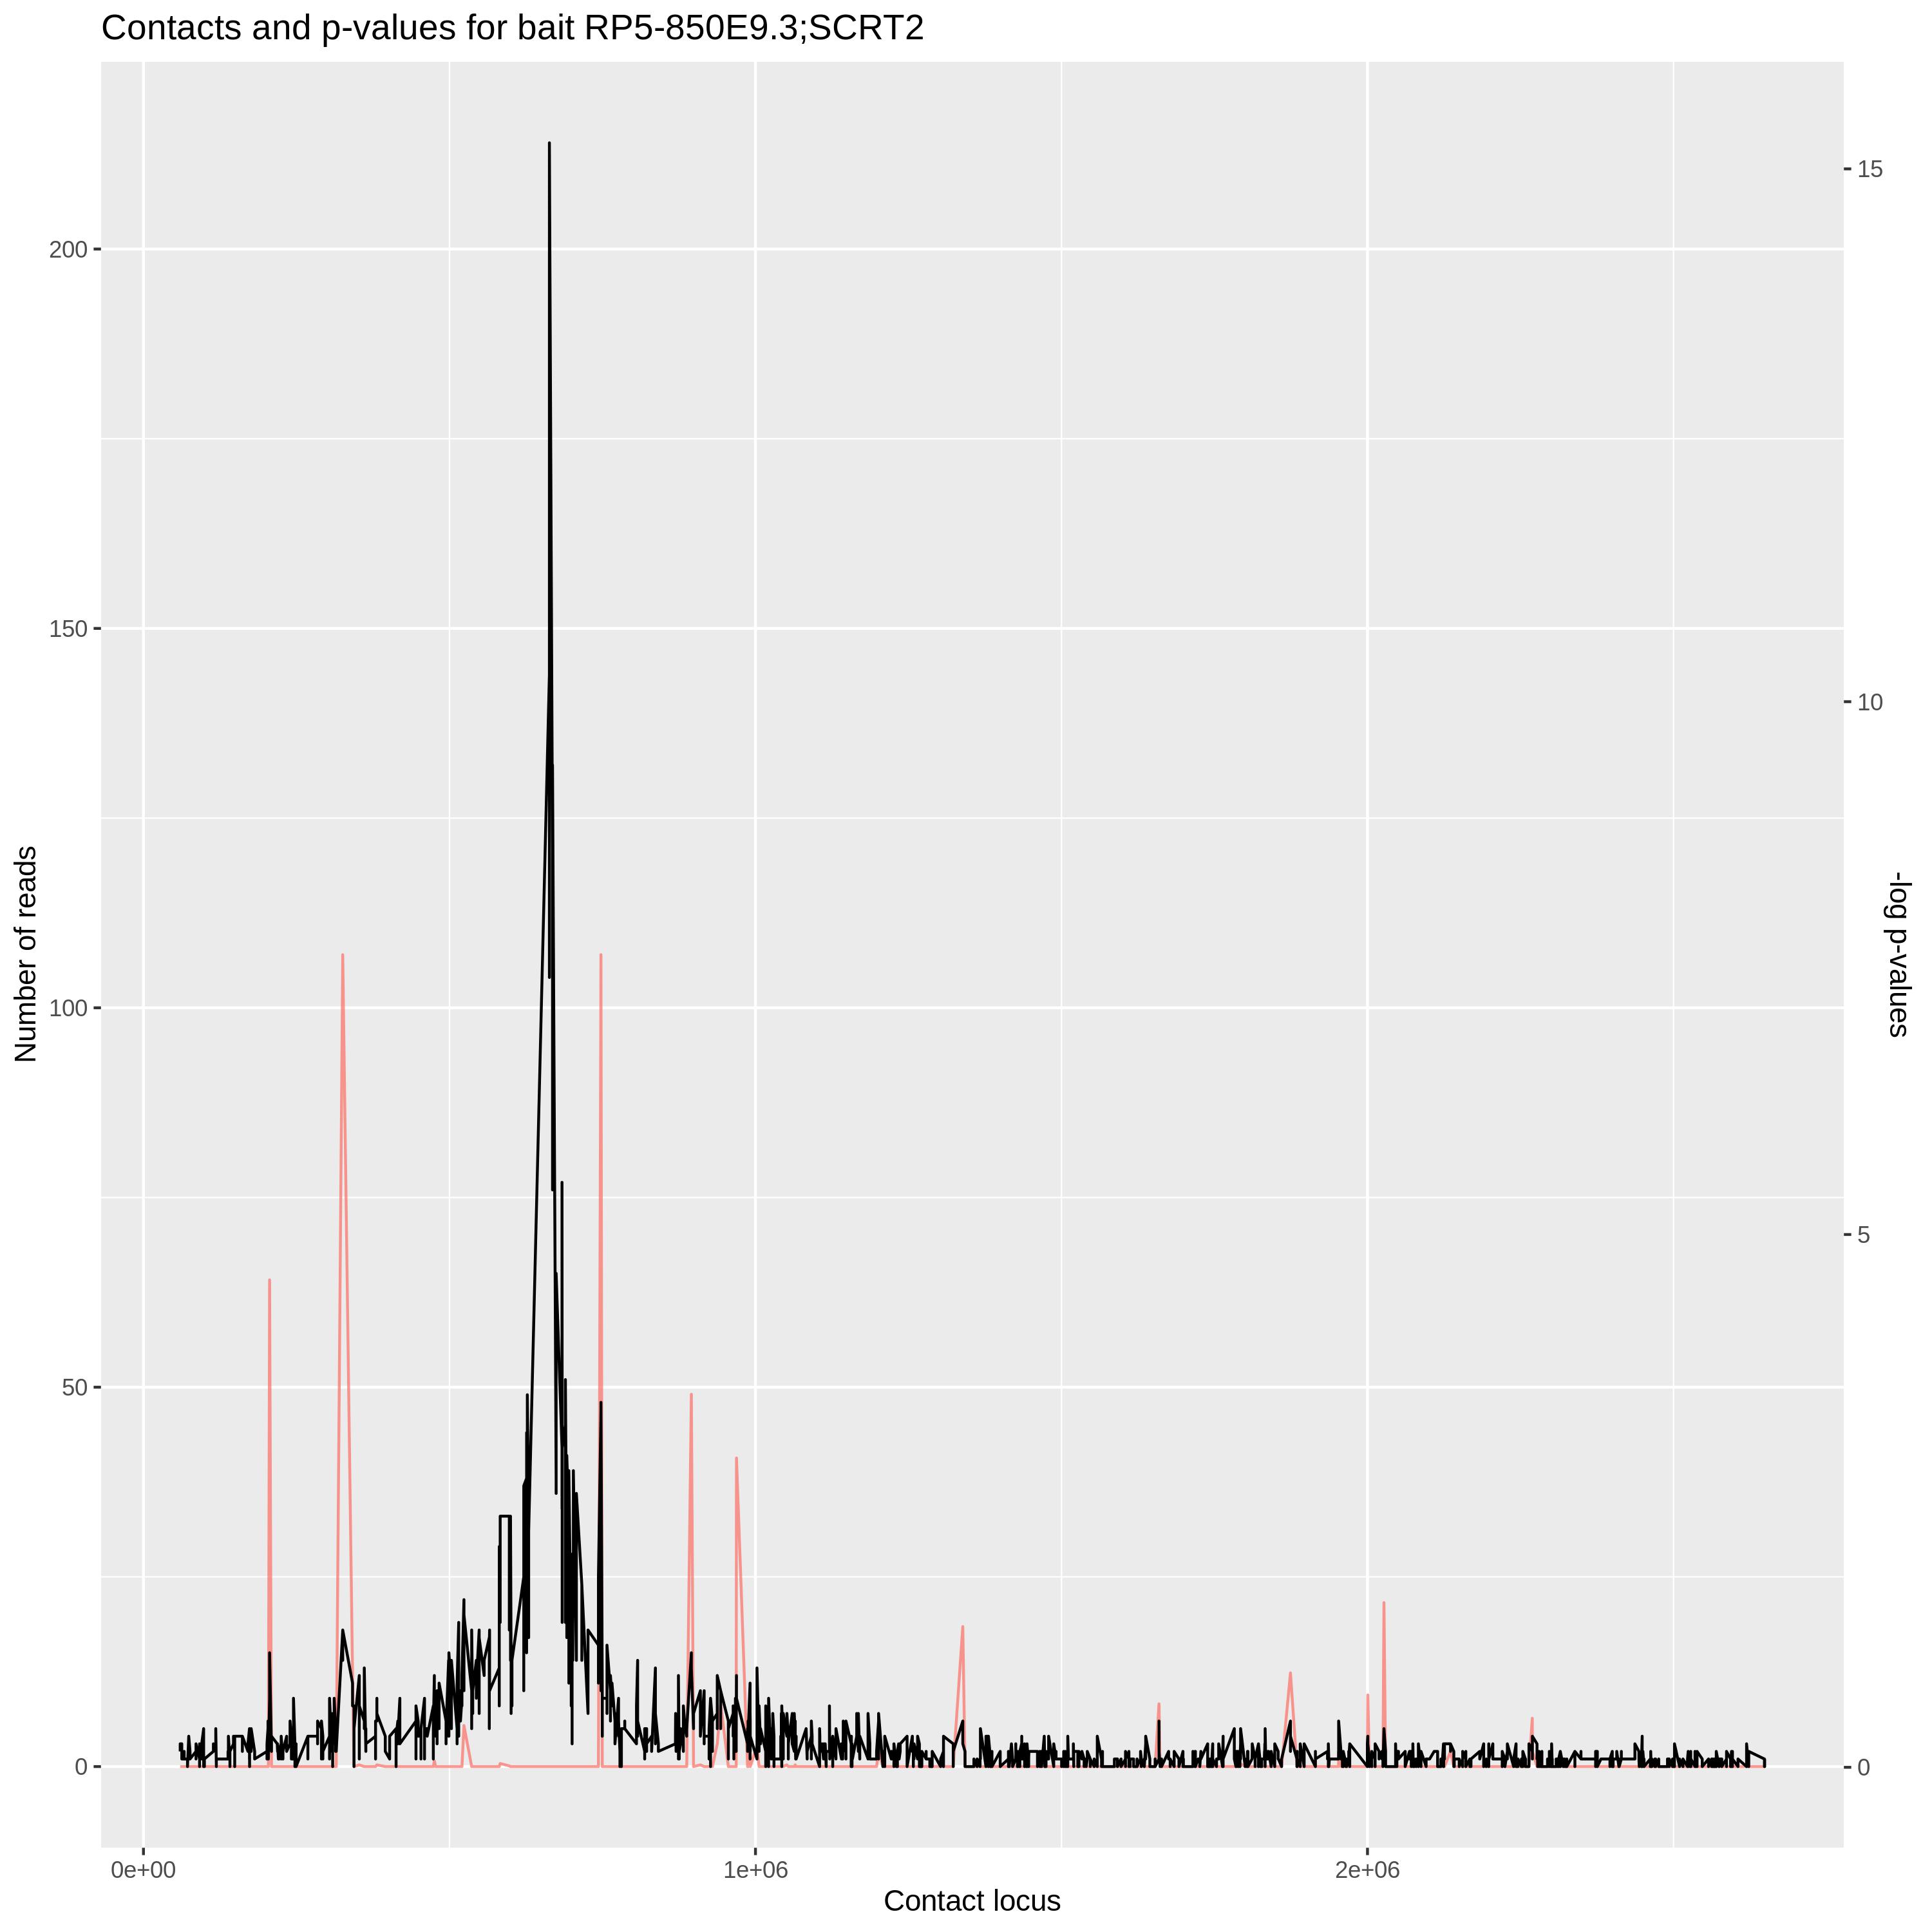 Contacts and p-values for bait RP5-850E9.3;SCRT2
200
150
100
50
0
Number of reads
15
10
5
0
-log p-values
0e+00
1e+06
2e+06
Contact locus